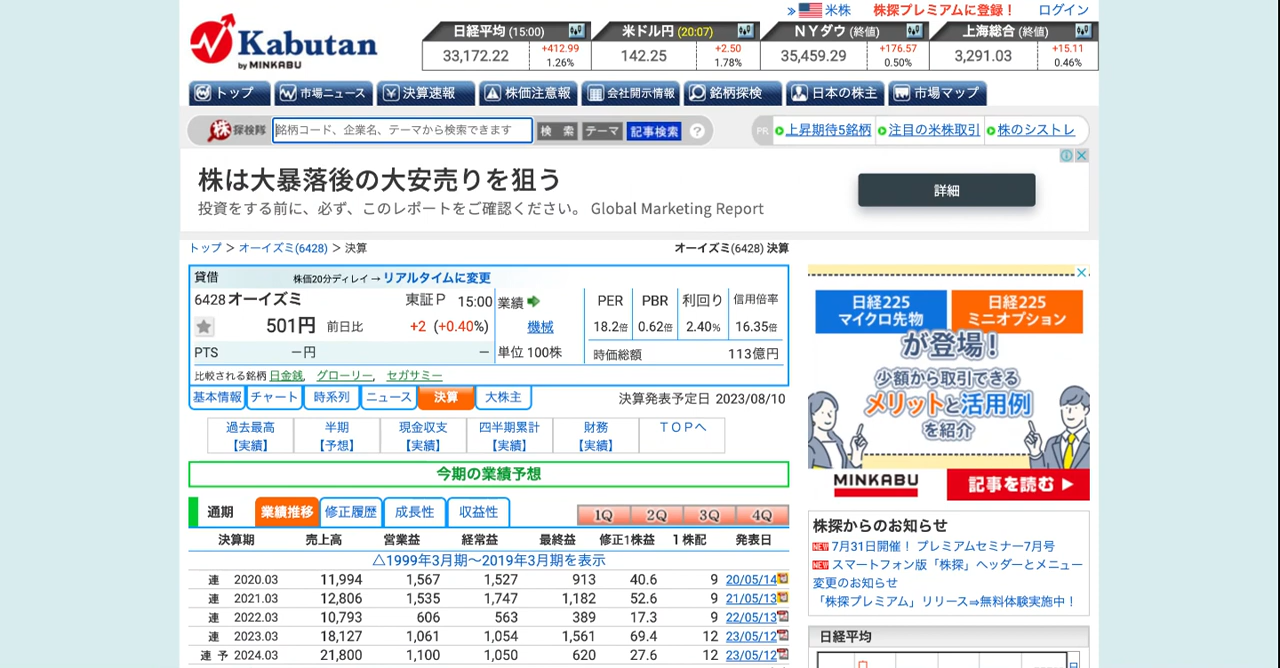 ≫ 米株 株探プレミアムに登録！ ログイン
Kabutan
by MINKABU
日経平均 (15:00) 米ドル円 (20:07) ＮＹダウ (終値) 上海総合 (終値)
33,172.22 +412.99 1.26% 142.25 +2.50 1.78% 35,459.29 +176.57 0.50% 3,291.03 +15.11 0.46%
トップ 市場ニュース 決算速報 株価注意報 会社開示情報 銘柄探検 日本の株主 市場マップ
株探検隊 銘柄コード、企業名、テーマから検索できます 検 索 テーマ 記事検索 ? PR 上昇期待5銘柄 注目の米株取引 株のシストレ
株は大暴落後の大安売りを狙う
投資をする前に、必ず、このレポートをご確認ください。 Global Marketing Report
詳細
トップ > オーイズミ(6428) > 決算 オーイズミ(6428) 決算
貸借 株価20分ディレイ → リアルタイムに変更
6428 オーイズミ 東証Ｐ 15:00 業績 PER PBR 利回り 信用倍率
501円 前日比 +2 (+0.40%) 機械 18.2倍 0.62倍 2.40% 16.35倍
PTS －円 － 単位 100株 時価総額 113億円
比較される銘柄 日金銭, グローリー, セガサミー
基本情報 チャート 時系列 ニュース 決算 大株主 決算発表予定日 2023/08/10
過去最高 半期 現金収支 四半期累計 財務 ＴＯＰへ
【実績】 【予想】 【実績】 【実績】 【実績】
今期の業績予想
通期 業績推移 修正履歴 成長性 収益性 1Q 2Q 3Q 4Q
決算期 売上高 営業益 経常益 最終益 修正1株益 1株配 発表日
△1999年3月期～2019年3月期を表示
連 2020.03 11,994 1,567 1,527 913 40.6 9 20/05/14
連 2021.03 12,806 1,535 1,747 1,182 52.6 9 21/05/13
連 2022.03 10,793 606 563 389 17.3 9 22/05/13
連 2023.03 18,127 1,061 1,054 1,561 69.4 12 23/05/12
連 予 2024.03 21,800 1,100 1,050 620 27.6 12 23/05/12
日経225 日経225
マイクロ先物 ミニオプション
が登場!
少額から取引できる
メリットと活用例
を紹介
MINKABU 記事を読む ▶
株探からのお知らせ
NEW 7月31日開催！ プレミアムセミナー7月号
NEW スマートフォン版「株探」ヘッダーとメニュー
変更のお知らせ
「株探プレミアム」リリース⇒無料体験実施中！
日経平均